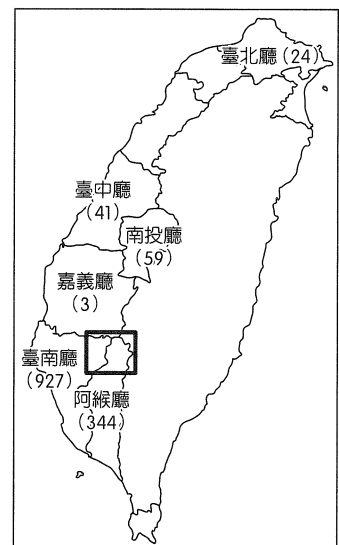 臺北廳(24)
臺中廳
(41)
南投廳
(59)
嘉義廳
(3)
臺南廳
(927)
阿緱廳
(344)